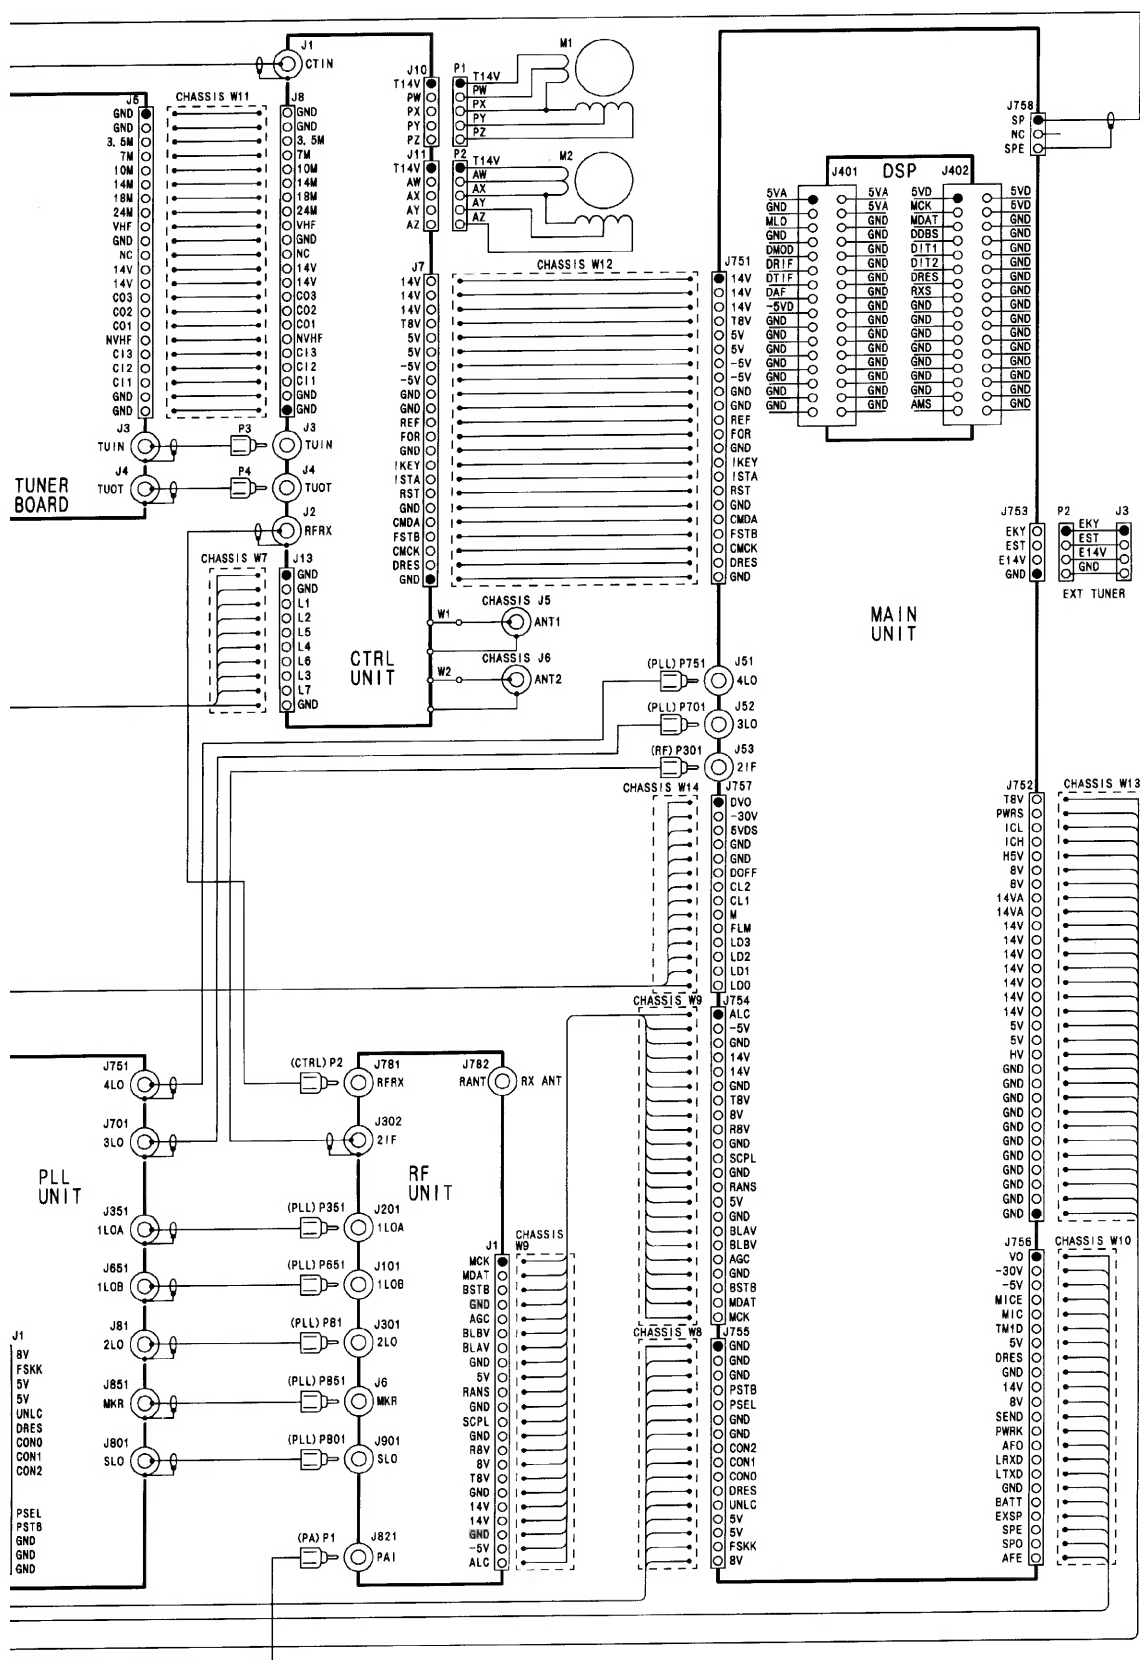 J1
CTIN
J5
CHASSIS W11
J8
GND
GND
3.5M
7M
10M
14M
18M
24M
VHF
GND
NC
14V
14V
CO3
CO2
CO1
NVHF
CI3
CI2
CI1
GND
GND
GND
GND
3.5M
7M
10M
14M
18M
24M
VHF
GND
NC
14V
14V
CO3
CO2
CO1
NVHF
CI3
CI2
CI1
GND
GND
J3
TUIN
P3
J3
TUIN
J4
TUOT
P4
J4
TUOT
TUNER
BOARD
J2
RFRX
CHASSIS W7
J13
GND
GND
L1
L2
L5
L4
L6
L3
L7
GND
CTRL
UNIT
J10
T14V
PW
PX
PY
PZ
P1
T14V
PW
PX
PY
PZ
M1
J11
T14V
AW
AX
AY
AZ
P2
T14V
AW
AX
AY
AZ
M2
J7
14V
14V
14V
T8V
5V
5V
-5V
-5V
GND
GND
REF
FOR
GND
IKEY
ISTA
RST
GND
CMDA
FSTB
CMCK
DRES
GND
CHASSIS W12
J751
14V
14V
14V
T8V
5V
5V
-5V
-5V
GND
GND
REF
FOR
GND
IKEY
ISTA
RST
GND
CMDA
FSTB
CMCK
DRES
GND
W1
CHASSIS J5
ANT1
W2
CHASSIS J6
ANT2
J758
SP
NC
SPE
DSP
J401
5VA
GND
MLO
GND
DMOD
DRIF
DTIF
DAF
-5VD
GND
GND
GND
GND
GND
GND
GND
5VA
5VA
GND
GND
GND
GND
GND
GND
GND
GND
GND
GND
GND
GND
GND
GND
J402
5VD
MCK
MDAT
DDBS
DIT1
DIT2
DRES
RXS
GND
GND
GND
GND
GND
GND
GND
AMS
5VD
5VD
GND
GND
GND
GND
GND
GND
GND
GND
GND
GND
GND
GND
GND
GND
J753
EKY
EST
E14V
GND
P2
EKY
EST
E14V
GND
J3
EXT TUNER
MAIN
UNIT
(PLL)P751
J51
4LO
(PLL)P701
J52
3LO
(RF)P301
J53
2IF
CHASSIS W14
J757
DVO
-30V
5VDS
GND
GND
DOFF
CL2
CL1
M
FLM
LD3
LD2
LD1
LD0
CHASSIS W9
J754
ALC
-5V
GND
14V
14V
GND
T8V
8V
R8V
GND
SCPL
GND
RANS
5V
GND
BLAV
BLBV
AGC
GND
BSTB
MDAT
MCK
CHASSIS W8
J755
GND
GND
GND
PSTB
PSEL
GND
GND
CON2
CON1
CON0
DRES
UNLC
5V
5V
FSKK
8V
J752
T8V
PWRS
ICL
ICH
H5V
8V
8V
14VA
14VA
14V
14V
14V
14V
14V
14V
14V
5V
5V
HV
GND
GND
GND
GND
GND
GND
GND
GND
GND
GND
GND
CHASSIS W13
J756
VO
-30V
-5V
MICE
MIC
TMID
5V
DRES
GND
14V
8V
SEND
PWRK
AFO
LRXD
LTXD
GND
BATT
EXSP
SPE
SPO
AFE
CHASSIS W10
J751
4LO
J701
3LO
PLL
UNIT
J351
1LOA
J651
1LOB
J81
2LO
J851
MKR
J801
SLO
J1
8V
FSKK
5V
5V
UNLC
DRES
CON0
CON1
CON2
PSEL
PSTB
GND
GND
GND
(CTRL)P2
J781
RFRX
J782
RANT
RX ANT
J302
2IF
RF
UNIT
(PLL)P351
J201
1LOA
(PLL)P651
J101
1LOB
(PLL)P81
J301
2LO
(PLL)P851
J6
MKR
(PLL)P801
J901
SLO
(PA)P1
J821
PAI
J1
MCK
MDAT
BSTB
GND
AGC
BLBV
BLAV
GND
5V
RANS
GND
SCPL
GND
R8V
8V
T8V
GND
14V
14V
GND
-5V
ALC
CHASSIS
W9